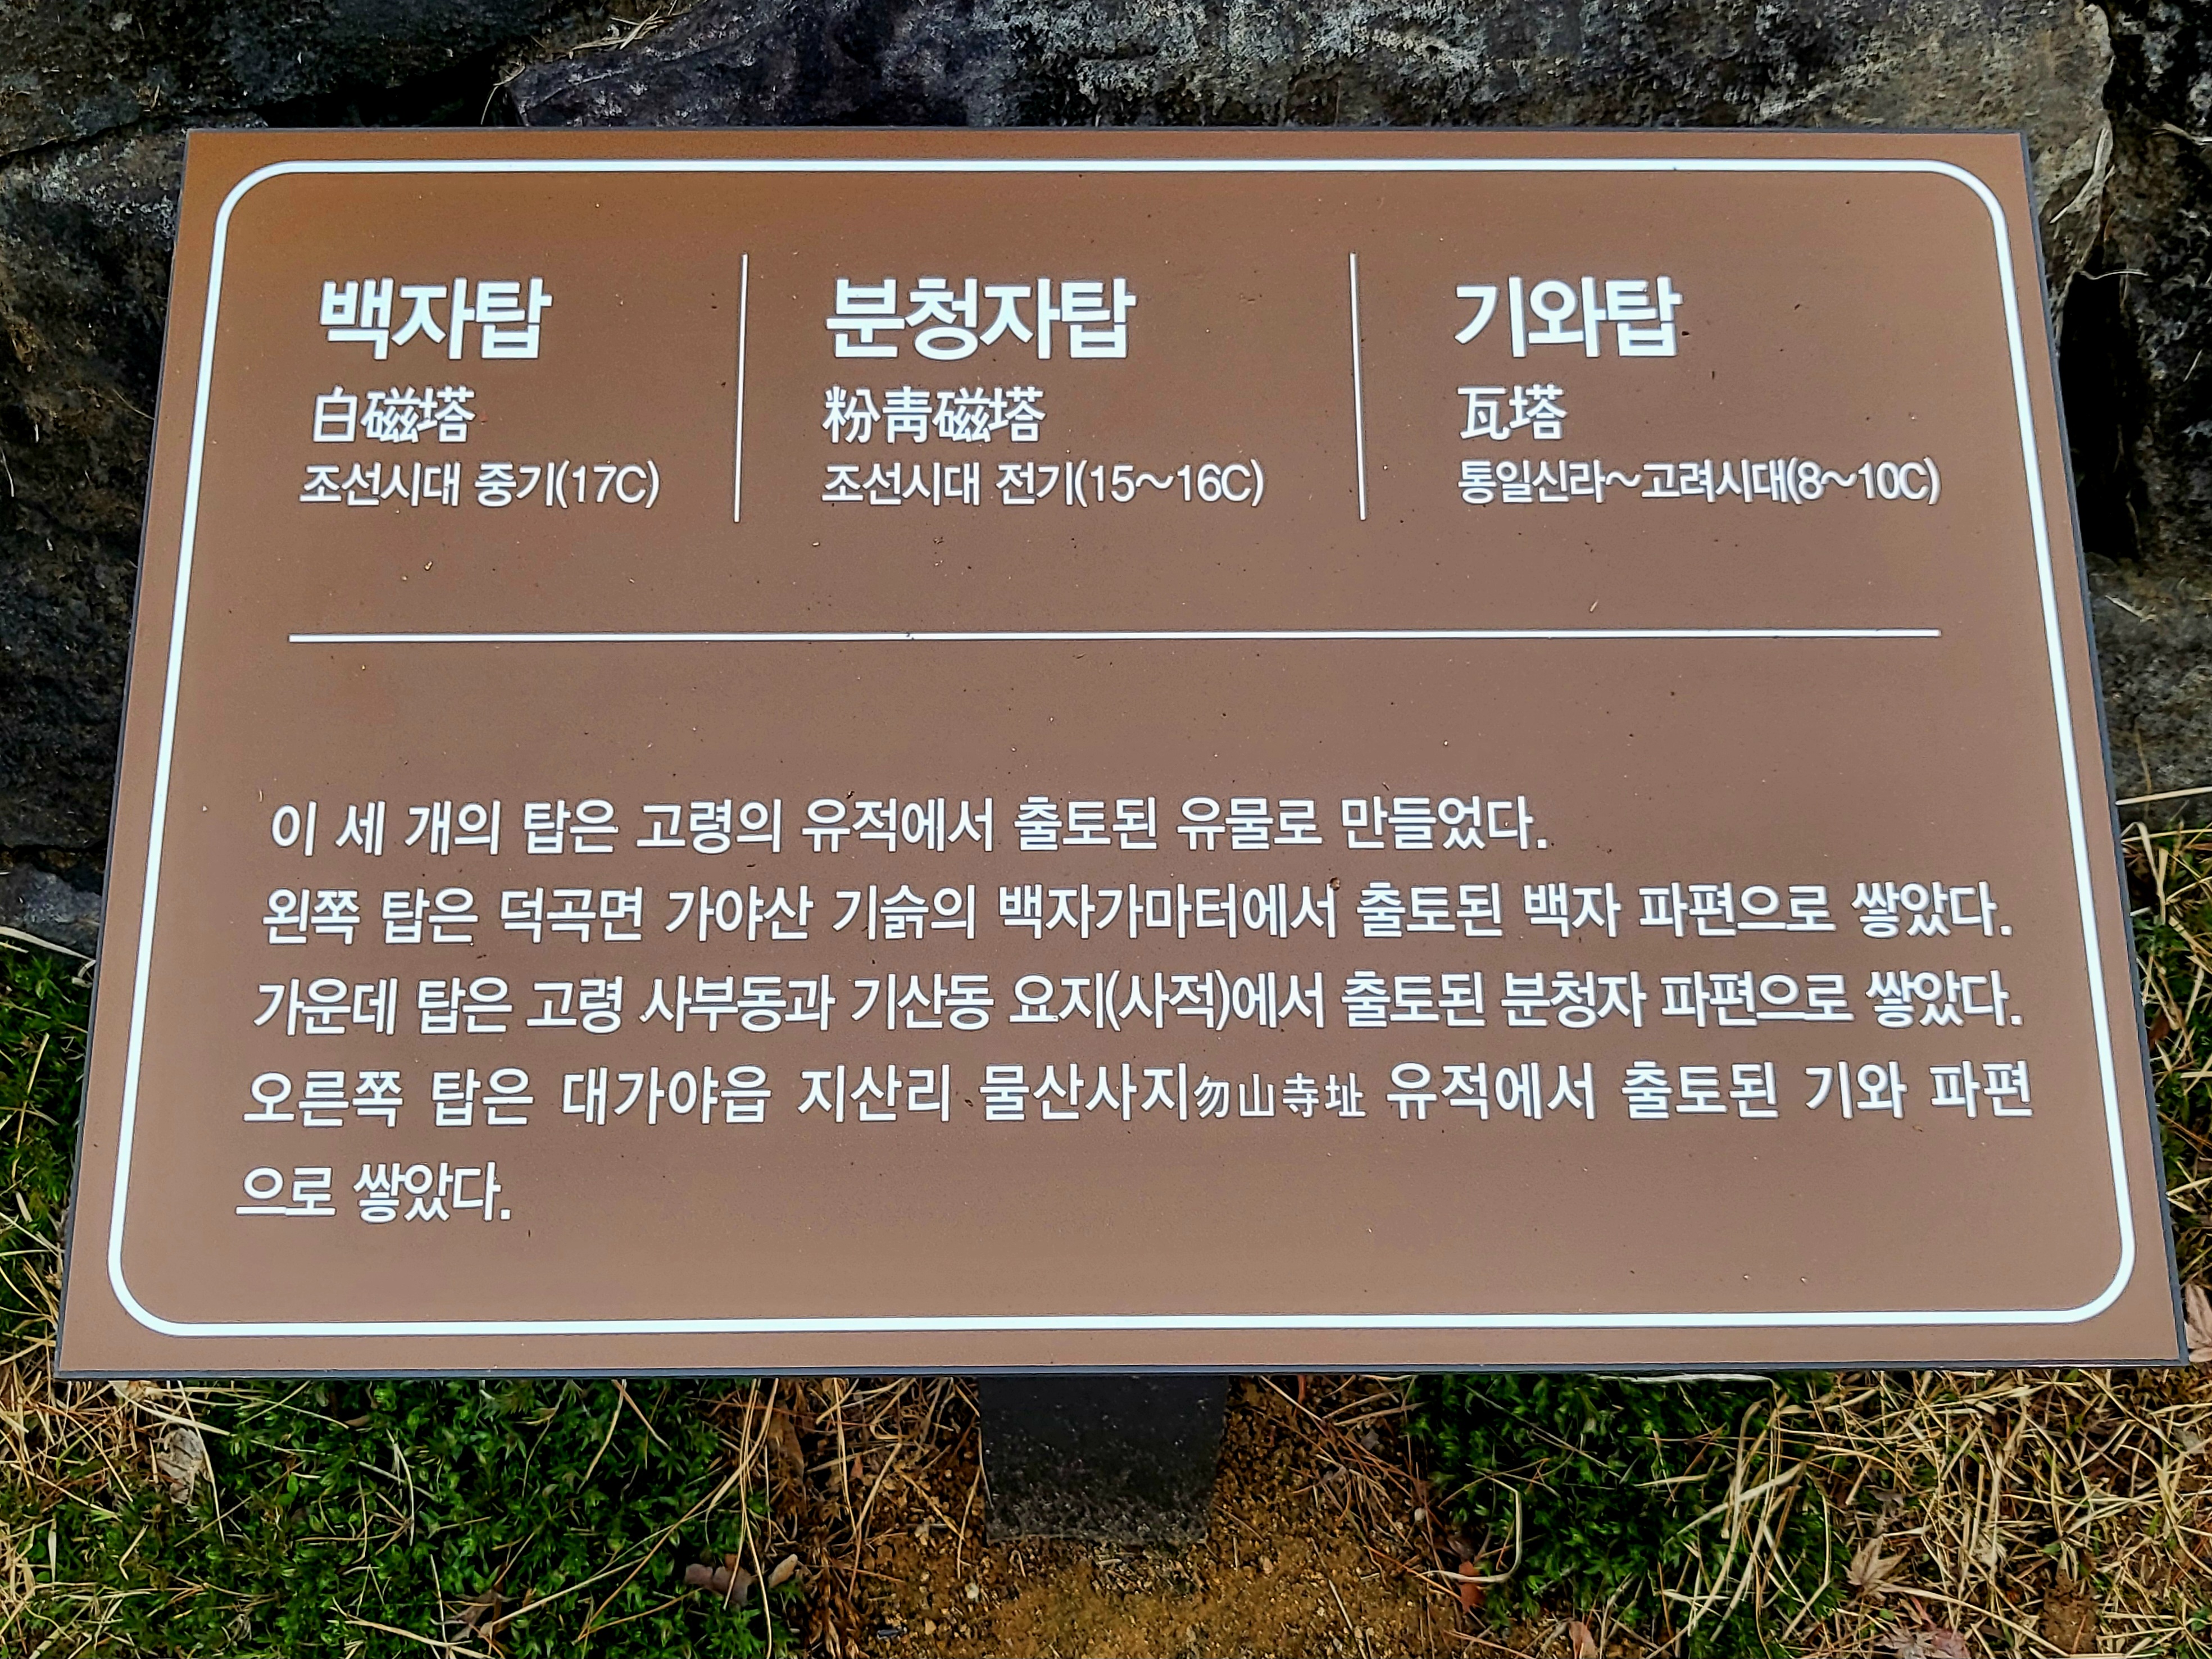 백자탑
白磁塔
조선시대 중기(17C)
분청자탑
粉靑磁塔
조선시대 전기(15~16C)
기와탑
瓦塔
통일신라~고려시대(8~10C)
이 세 개의 탑은 고령의 유적에서 출토된 유물로 만들었다.
왼쪽 탑은 덕곡면 가야산 기슭의 백자가마터에서 출토된 백자 파편으로 쌓았다.
가운데 탑은 고령 사부동과 기산동 요지(사적)에서 출토된 분청자 파편으로 쌓았다.
오른쪽 탑은 대가야읍 지산리 물산사지勿山寺址 유적에서 출토된 기와 파편
으로 쌓았다.